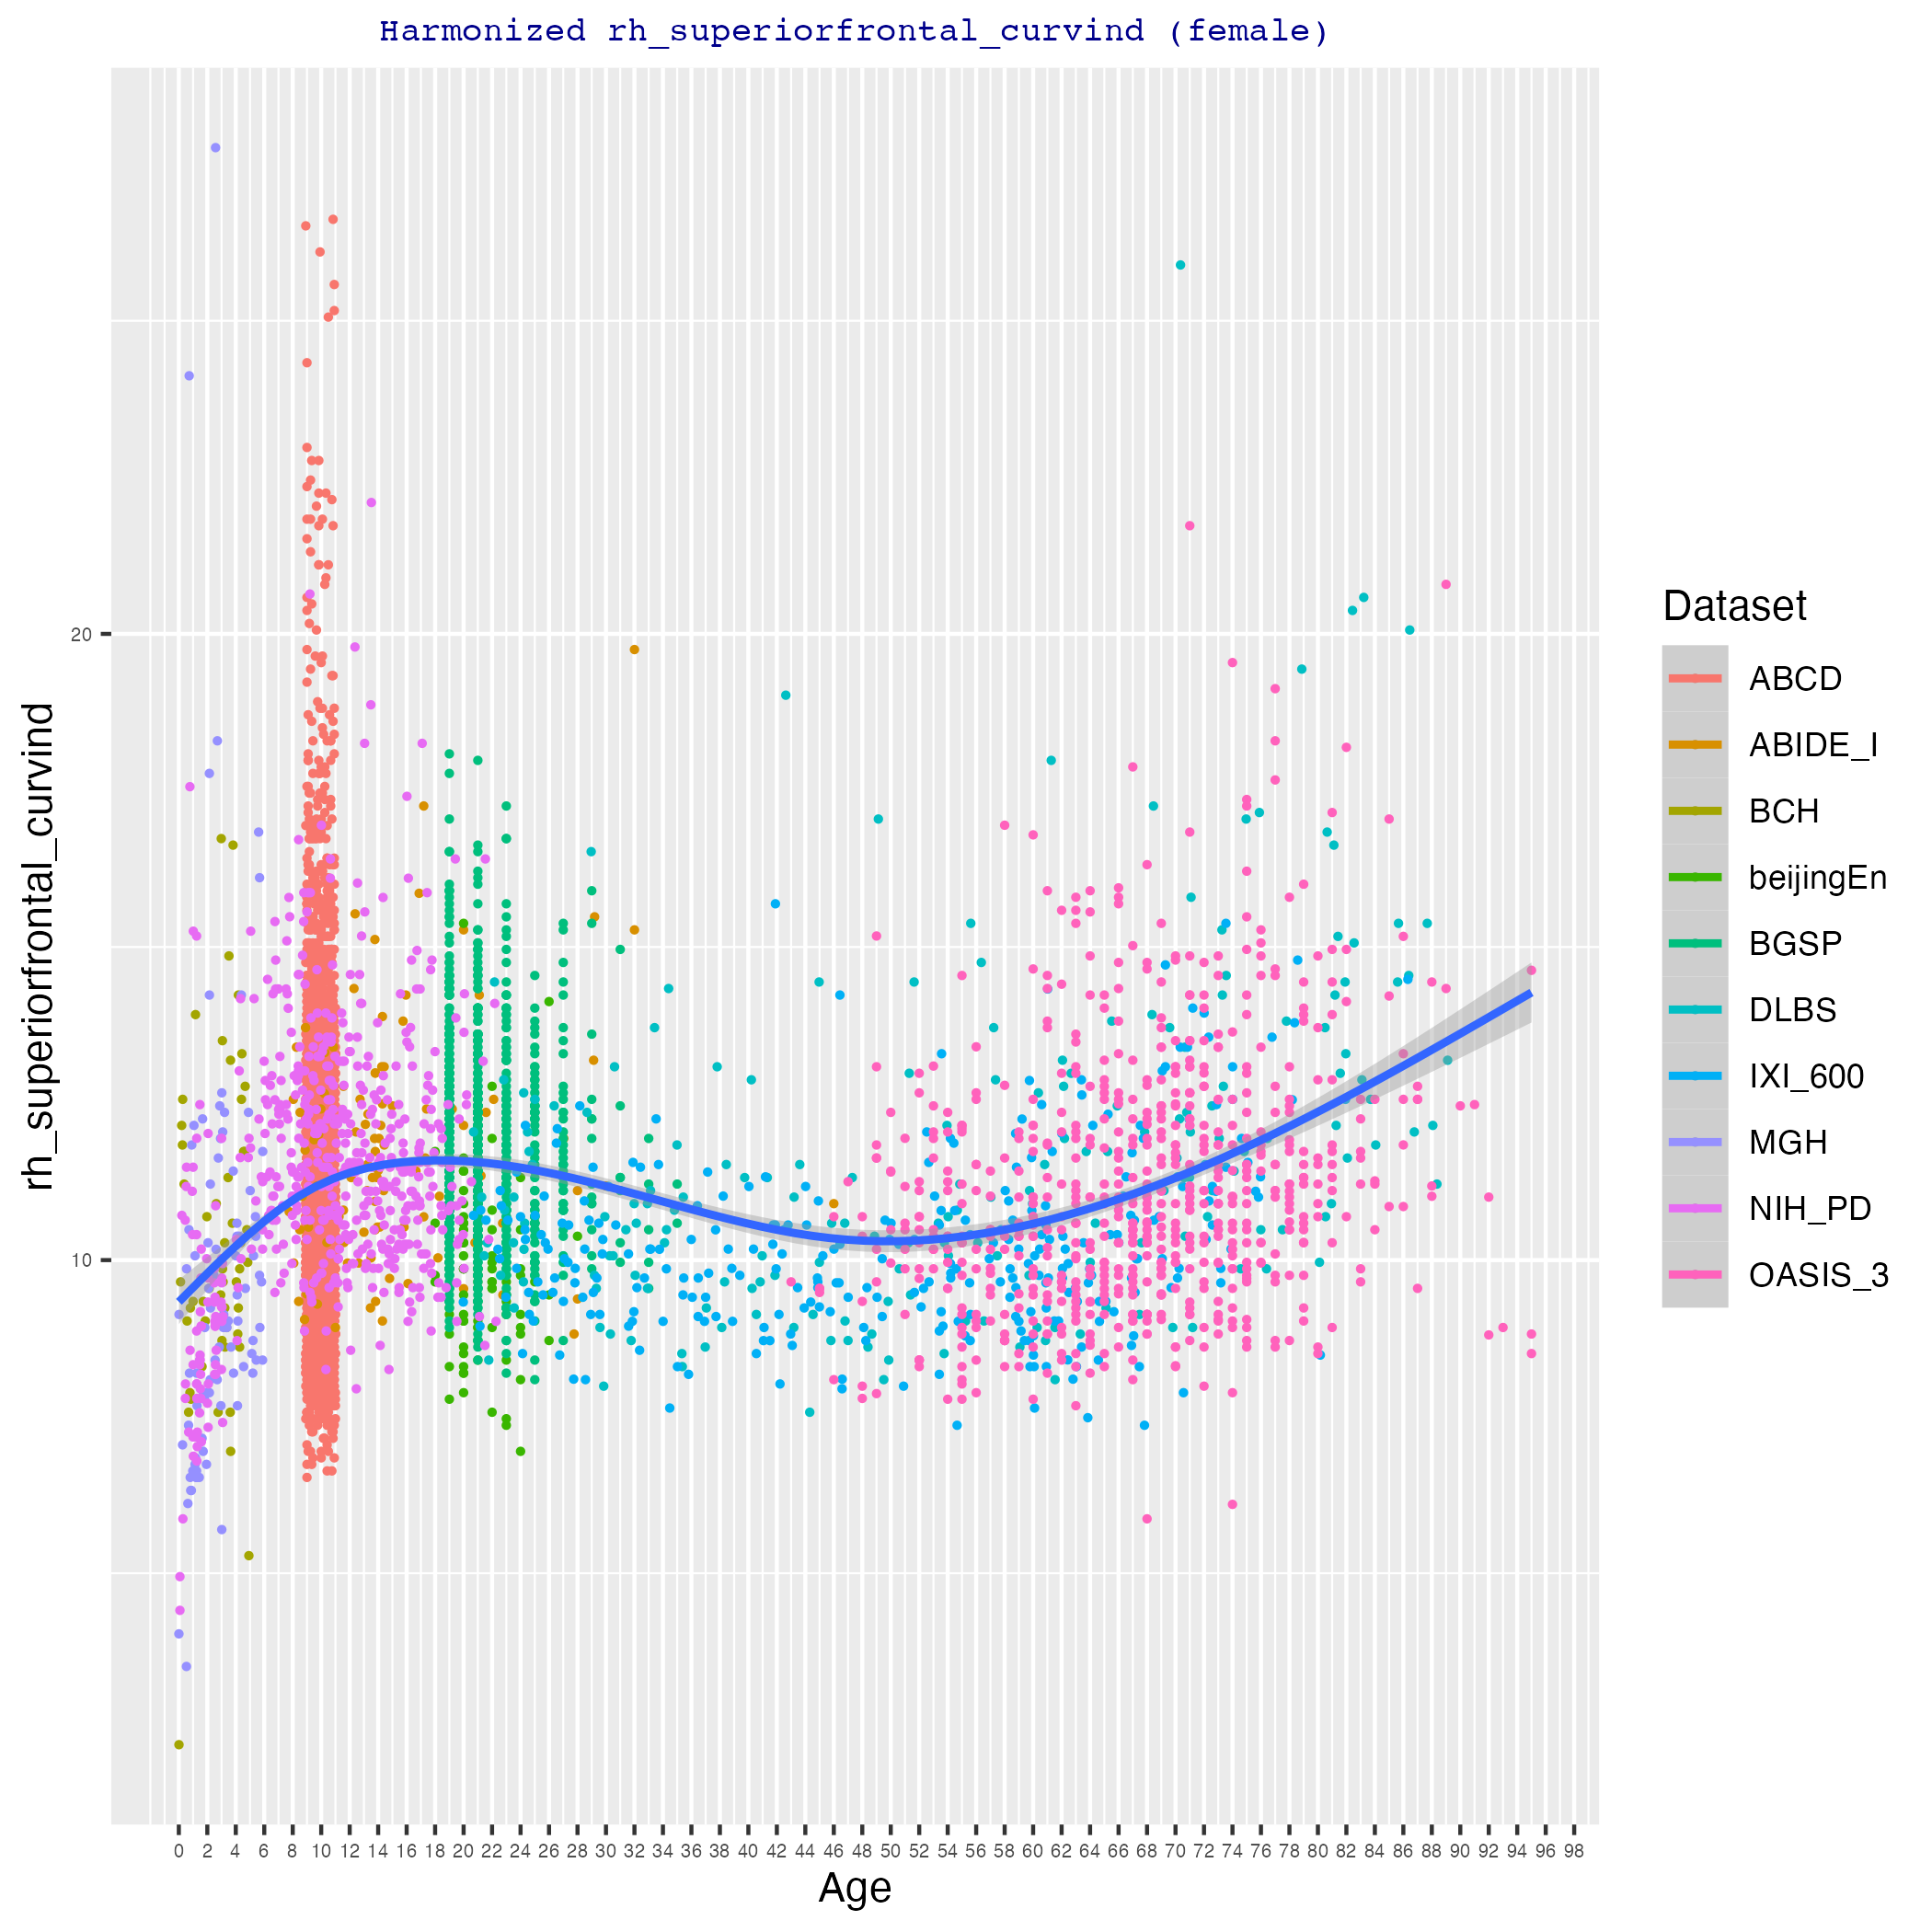 Harmonized rh_superiorfrontal_curvind (female)
rh_superiorfrontal_curvind
20
10
0 2 4 6 8 10 12 14 16 18 20 22 24 26 28 30 32 34 36 38 40 42 44 46 48 50 52 54 56 58 60 62 64 66 68 70 72 74 76 78 80 82 84 86 88 90 92 94 96 98
Age
Dataset
ABCD
ABIDE_I
BCH
beijingEn
BGSP
DLBS
IXI_600
MGH
NIH_PD
OASIS_3